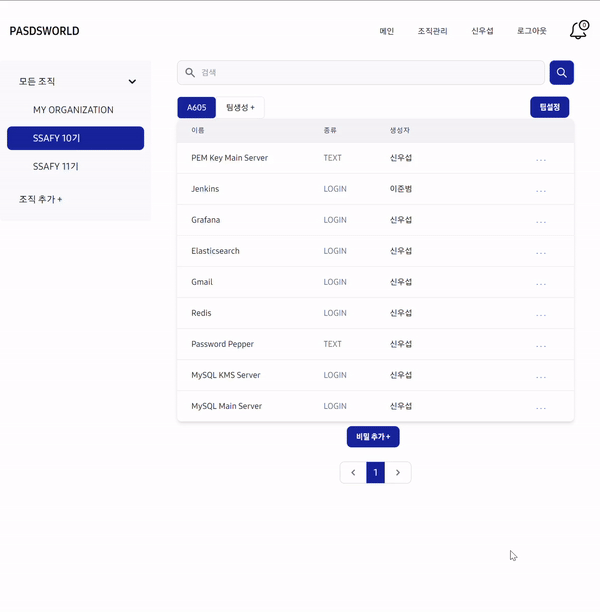 PASDSWORLD
메인 조직관리 신우섭 로그아웃 0
모든 조직
MY ORGANIZATION
SSAFY 10기
SSAFY 11기
조직 추가 +
검색
A605 팀생성 + 팀설정
이름 종류 생성자
PEM Key Main Server TEXT 신우섭 ...
Jenkins LOGIN 이준범 ...
Grafana LOGIN 신우섭 ...
Elasticsearch LOGIN 신우섭 ...
Gmail LOGIN 신우섭 ...
Redis LOGIN 신우섭 ...
Password Pepper TEXT 신우섭 ...
MySQL KMS Server LOGIN 신우섭 ...
MySQL Main Server LOGIN 신우섭 ...
비밀 추가 +
1